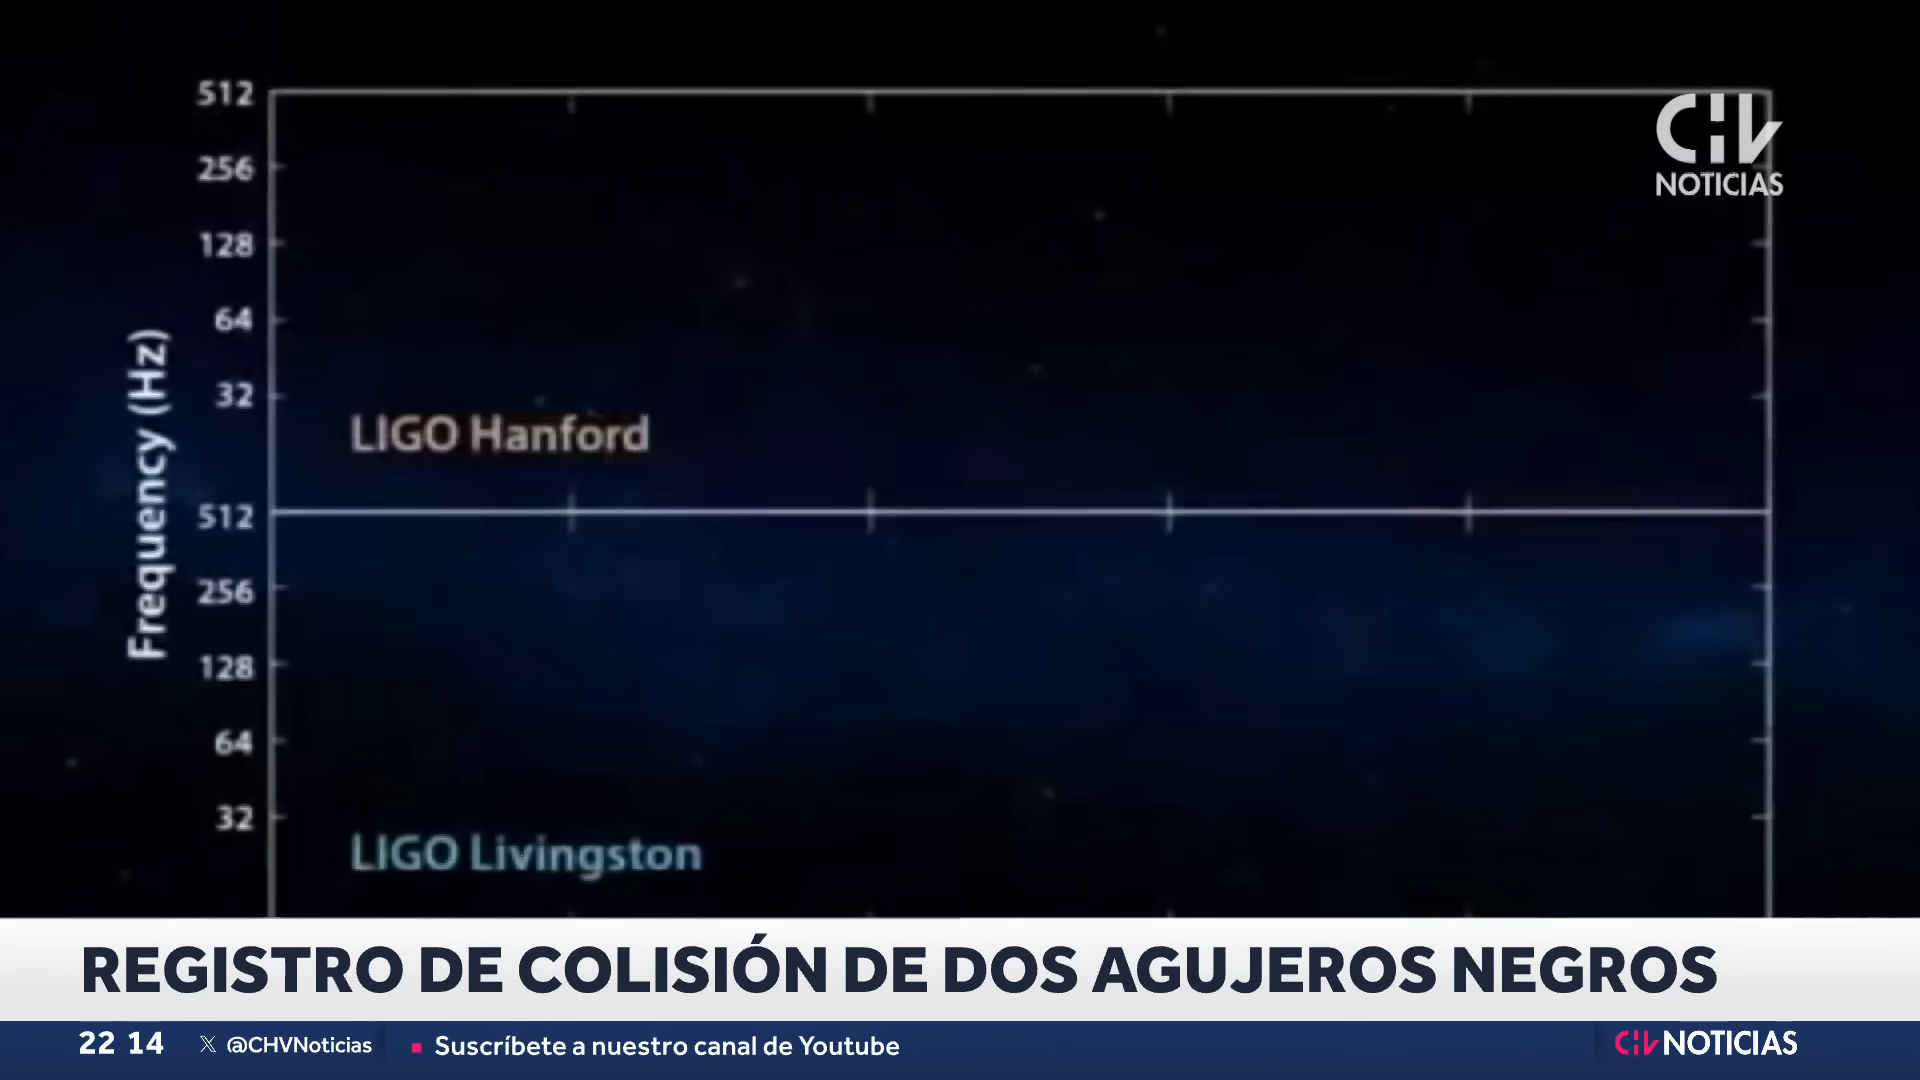 512
256
128
64
32
LIGO Hanford
Frequency (Hz)
512
256
128
64
32
LIGO Livingston
CHV
NOTICIAS
REGISTRO DE COLISIÓN DE DOS AGUJEROS NEGROS
22 14 X @CHVNoticias Suscríbete a nuestro canal de Youtube CHV NOTICIAS